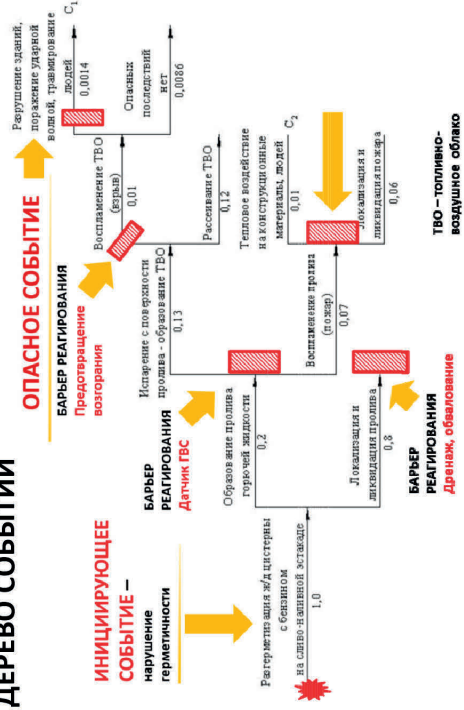 ДЕРЕВО СОБЫТИЙ
ИНИЦИИРУЮЩЕЕ
СОБЫТИЕ –
нарушение
герметичности
Разгерметизация ж/д цистерны
с бензином
на сливо-наливной эстакаде
1,0
БАРЬЕР
РЕАГИРОВАНИЯ
Датчик ГВС
Образование пролива
горючей жидкости
0,2
Локализация и
ликвидация пролива
0,8
БАРЬЕР
РЕАГИРОВАНИЯ
Дренаж, обвалование
ОПАСНОЕ СОБЫТИЕ
БАРЬЕР РЕАГИРОВАНИЯ
Предотвращение
возгорания
Испарение с поверхности
пролива - образование ТВО
0,13
Воспламенение пролива
(пожар)
0,07
Воспламенение ТВО
(взрыв)
0,01
Рассеивание ТВО
0,12
Тепловое воздействие
на конструкционные
материалы, людей
0,01
C2
Локализация и
ликвидация пожара
0,06
Разрушение зданий,
поражение ударной
волной, травмирование
людей
0,0014
C1
Опасных
последствий
нет
0,0086
ТВО – топливно-
воздушное облако